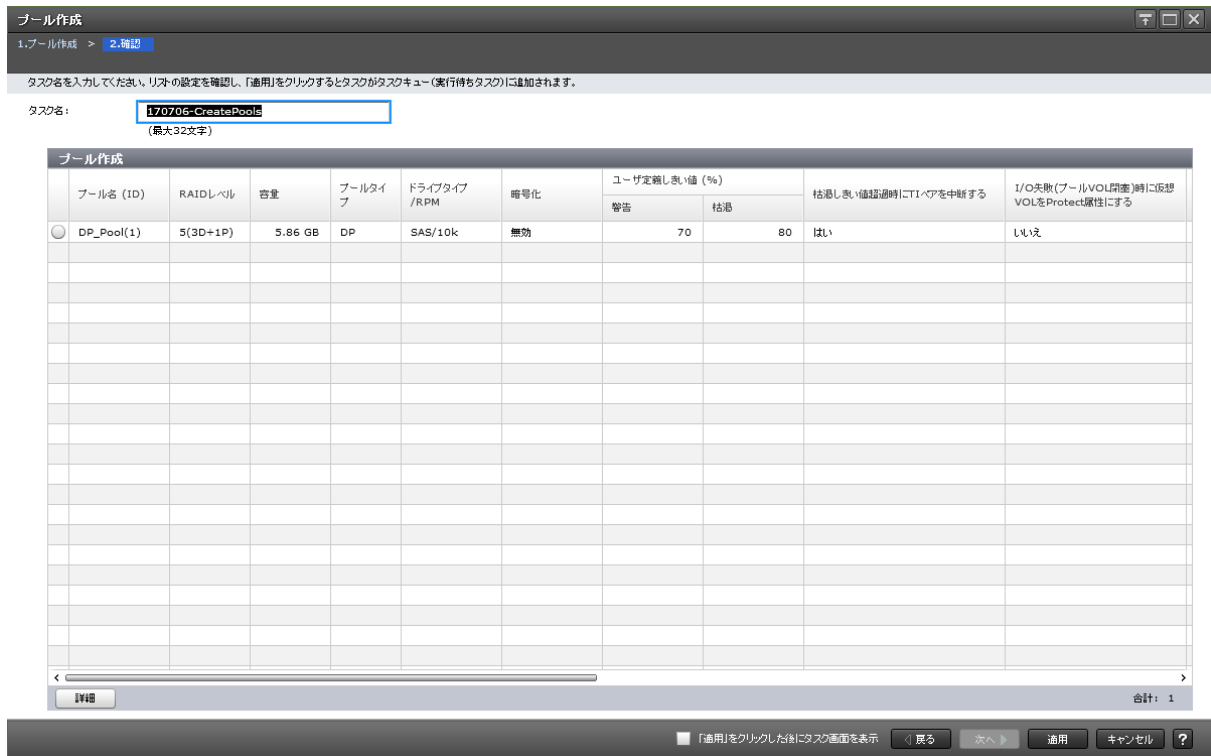 プール作成
1.プール作成 > 2.確認
タスク名を入力してください。リストの設定を確認し、「適用」をクリックするとタスクがタスクキュー(実行待ちタスク)に追加されます。
タスク名: 170706-CreatePools
(最大32文字)
プール作成
プール名 (ID) RAIDレベル 容量 プールタイプ ドライブタイプ/RPM 暗号化 ユーザ定義しきい値 (%) 警告 枯渇 枯渇しきい値超過時にTIペアを中断する I/O失敗(プールVOL閉塞)時に仮想VOLをProtect属性にする
DP_Pool(1) 5(3D+1P) 5.86 GB DP SAS/10k 無効 70 80 はい いいえ
詳細 合計: 1
「適用」をクリックした後にタスク画面を表示 戻る 次へ 適用 キャンセル ?